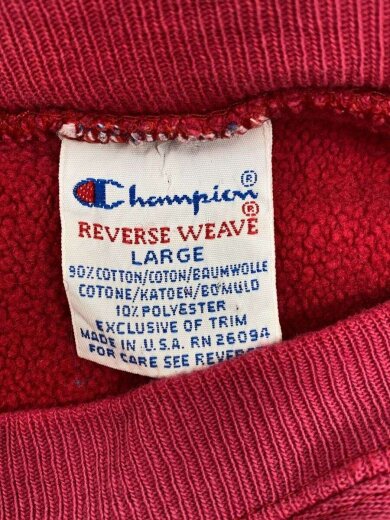 Champion®
REVERSE WEAVE®
LARGE
90% COTTON/COTON/BAUMWOLLE
COTONE/KATOEN/BOMULD
10% POLYESTER
EXCLUSIVE OF TRIM
MADE IN U.S.A. RN 26094
FOR CARE SEE REVERS